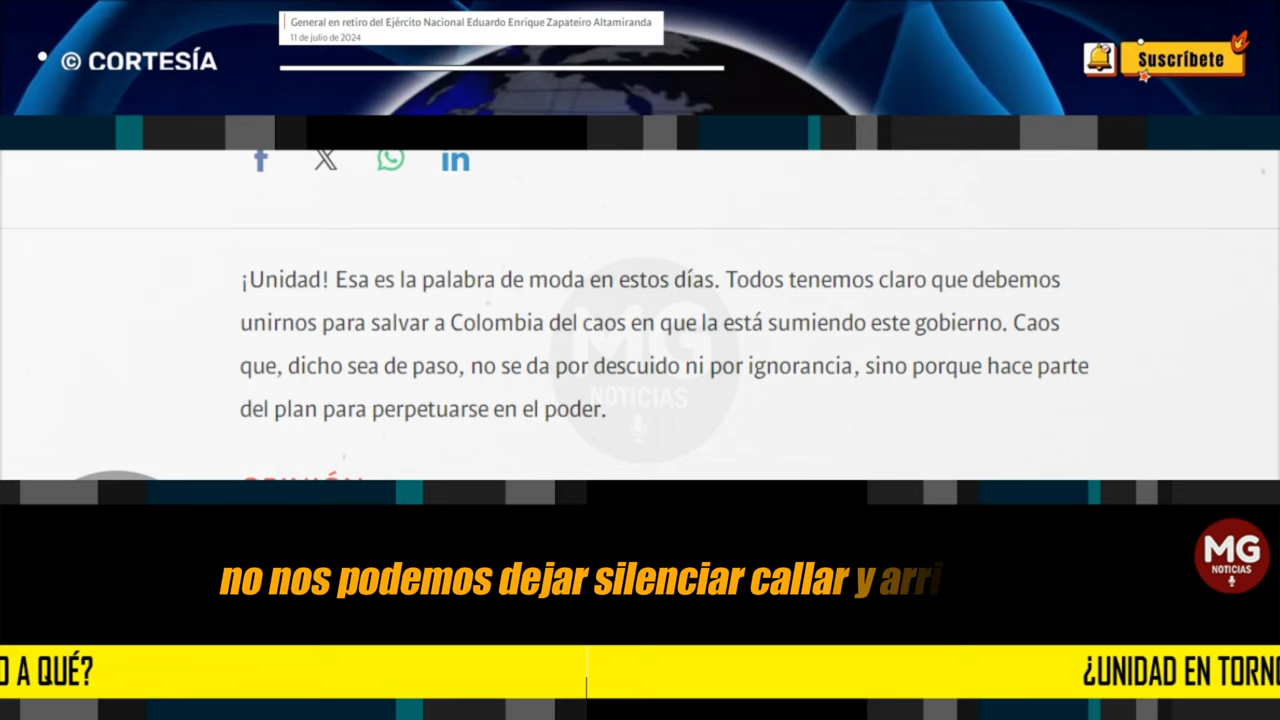 General en retiro del Ejército Nacional Eduardo Enrique Zapateiro Altamiranda
11 de julio de 2024
© CORTESÍA
Suscríbete
¡Unidad! Esa es la palabra de moda en estos días. Todos tenemos claro que debemos
unirnos para salvar a Colombia del caos en que la está sumiendo este gobierno. Caos
que, dicho sea de paso, no se da por descuido ni por ignorancia, sino porque hace parte
del plan para perpetuarse en el poder.
MG
NOTICIAS
OPINIÓN
no nos podemos dejar silenciar callar y arri
MG
NOTICIAS
O A QUÉ?
¿UNIDAD EN TORNO